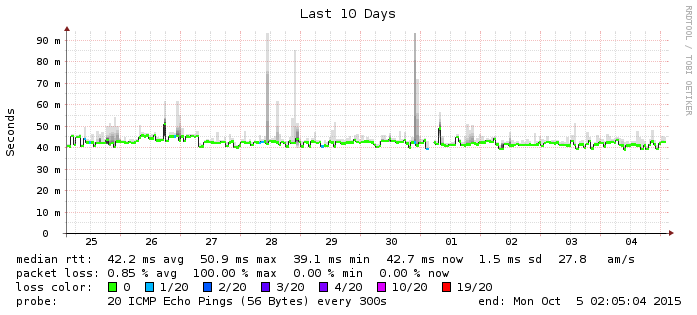 Last 10 Days
RRDTOOL / TOBI OETIKER
Seconds
90 m
80 m
70 m
60 m
50 m
40 m
30 m
20 m
10 m
0
25 26 27 28 29 30 01 02 03 04
median rtt: 42.2 ms avg 50.9 ms max 39.1 ms min 42.7 ms now 1.5 ms sd 27.8 am/s
packet loss: 0.85 % avg 100.00 % max 0.00 % min 0.00 % now
loss color: 0 1/20 2/20 3/20 4/20 10/20 19/20
probe: 20 ICMP Echo Pings (56 Bytes) every 300s end: Mon Oct 5 02:05:04 2015